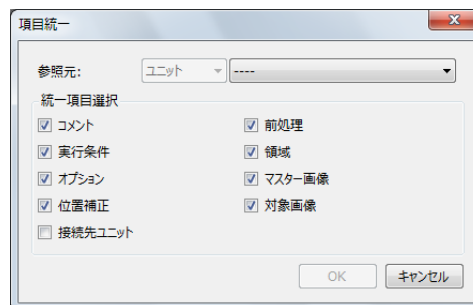 項目統一
参照元: ユニット ----
統一項目選択
コメント 前処理
実行条件 領域
オプション マスター画像
位置補正 対象画像
接続先ユニット
OK キャンセル